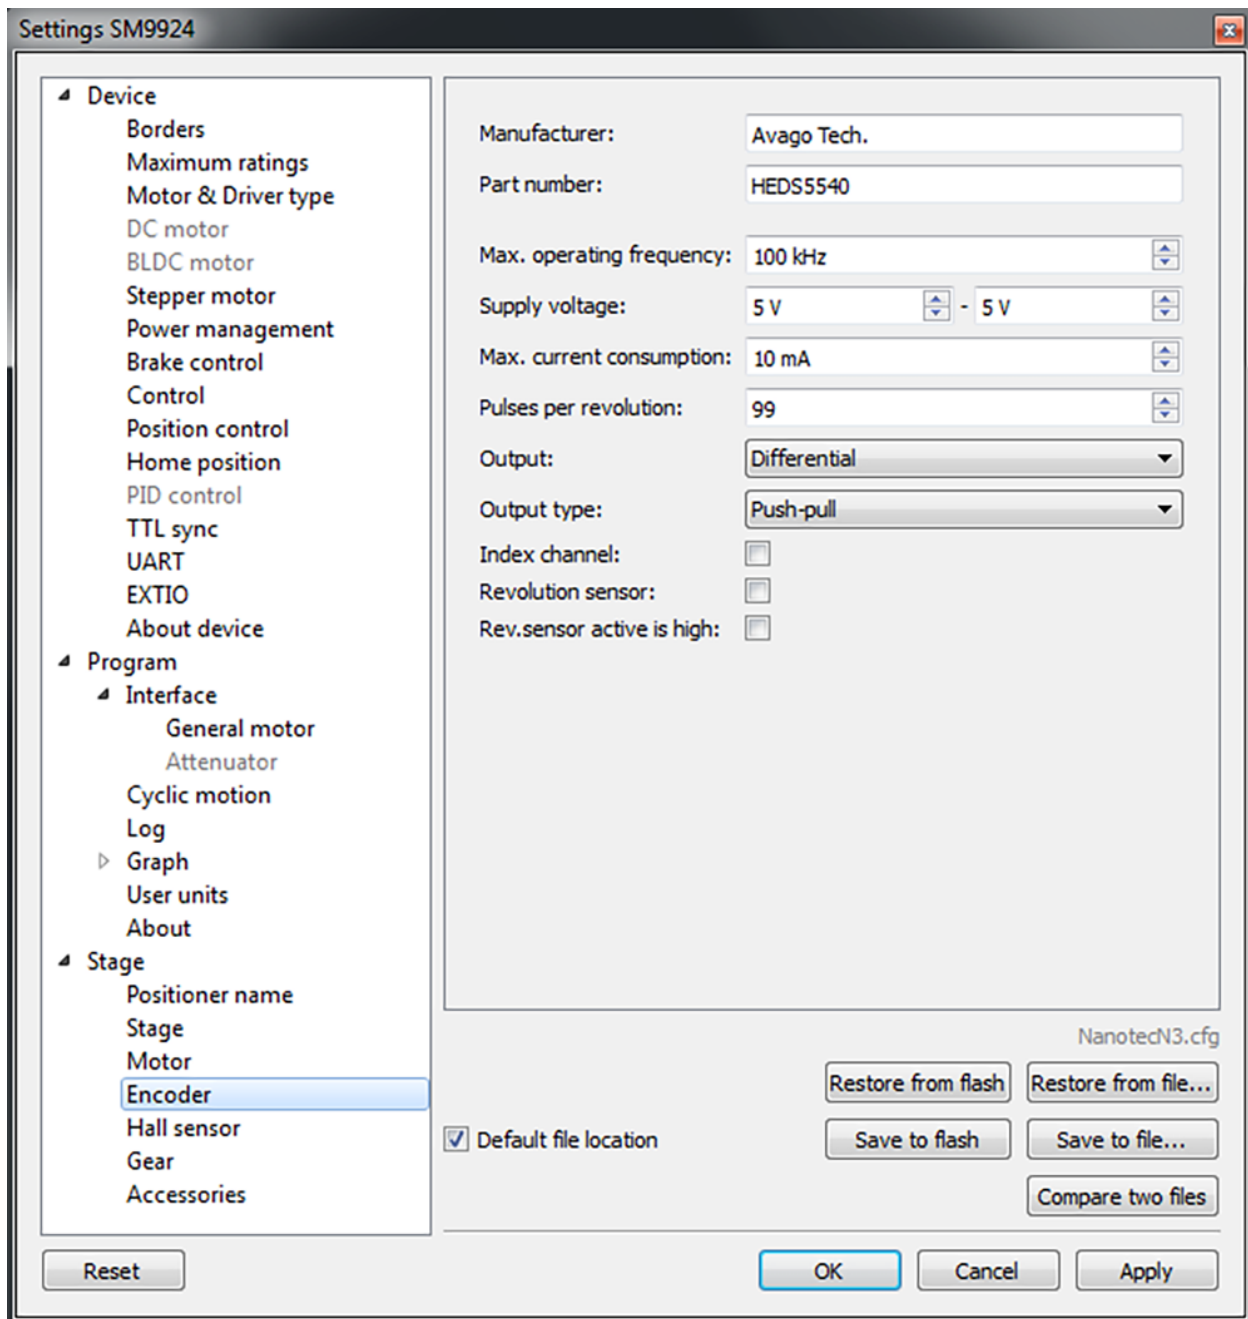 Settings SM9924
Device
Borders
Maximum ratings
Motor & Driver type
DC motor
BLDC motor
Stepper motor
Power management
Brake control
Control
Position control
Home position
PID control
TTL sync
UART
EXTIO
About device
Program
Interface
General motor
Attenuator
Cyclic motion
Log
Graph
User units
About
Stage
Positioner name
Stage
Motor
Encoder
Hall sensor
Gear
Accessories
Manufacturer: Avago Tech.
Part number: HEDS5540
Max. operating frequency: 100 kHz
Supply voltage: 5 V - 5 V
Max. current consumption: 10 mA
Pulses per revolution: 99
Output: Differential
Output type: Push-pull
Index channel:
Revolution sensor:
Rev.sensor active is high:
NanotecN3.cfg
Restore from flash Restore from file...
Default file location Save to flash Save to file...
Compare two files
Reset OK Cancel Apply